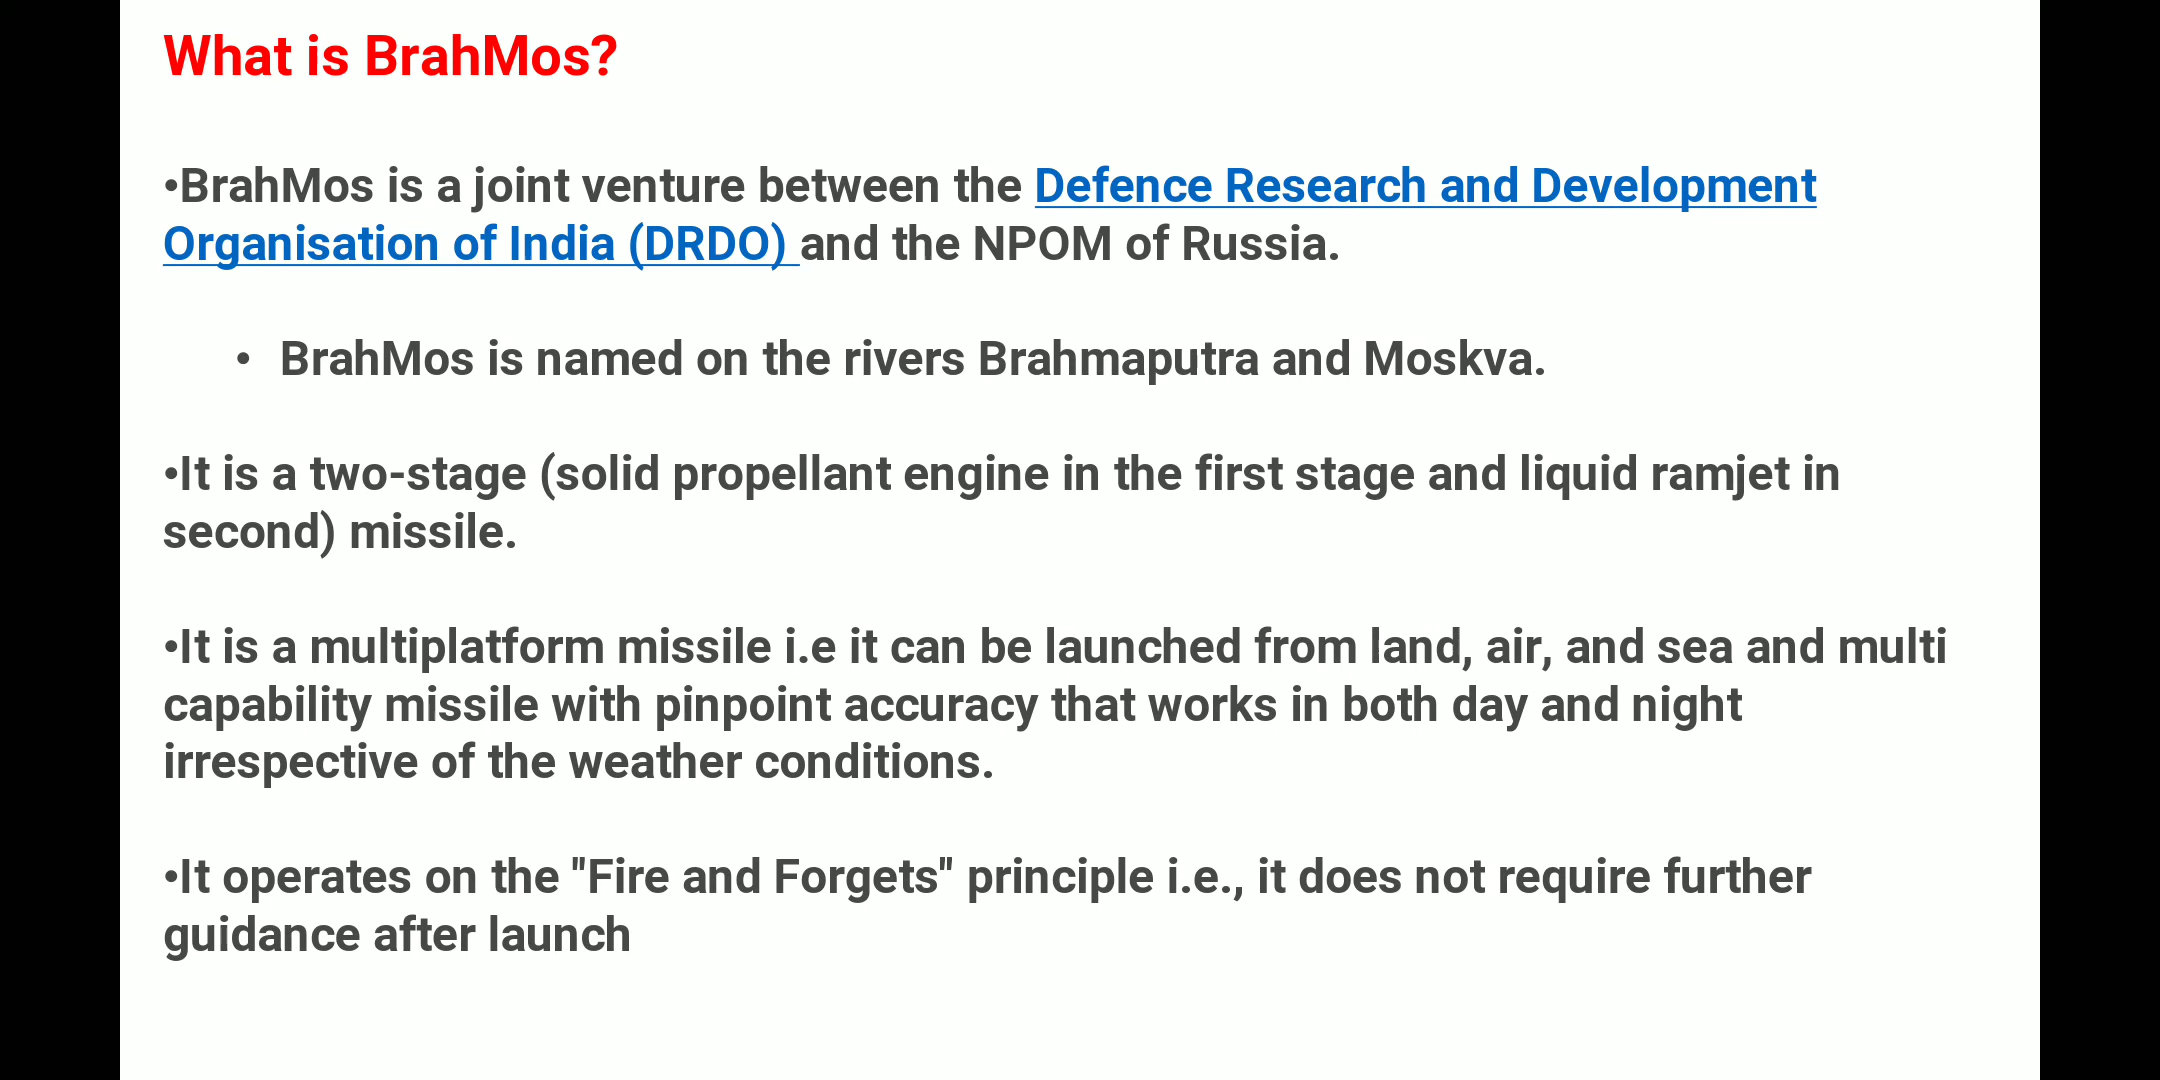 What is BrahMos?
•BrahMos is a joint venture between the Defence Research and Development
Organisation of India (DRDO) and the NPOM of Russia.
• BrahMos is named on the rivers Brahmaputra and Moskva.
•It is a two-stage (solid propellant engine in the first stage and liquid ramjet in
second) missile.
•It is a multiplatform missile i.e it can be launched from land, air, and sea and multi
capability missile with pinpoint accuracy that works in both day and night
irrespective of the weather conditions.
•It operates on the "Fire and Forgets" principle i.e., it does not require further
guidance after launch